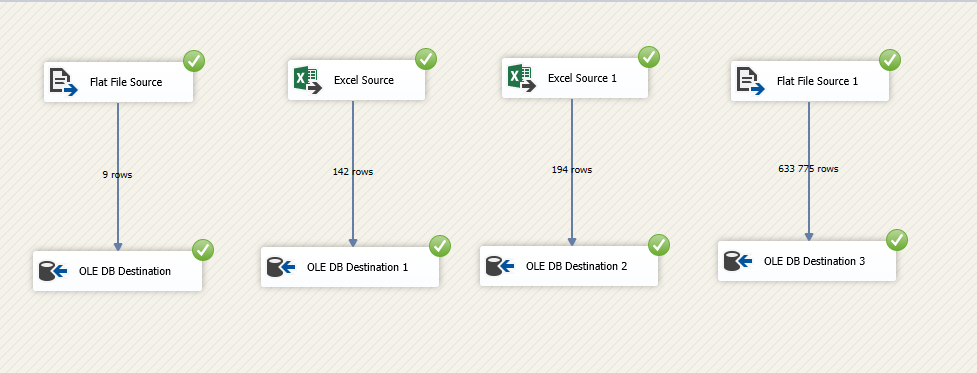 Flat File Source
Excel Source
Excel Source 1
Flat File Source 1
9 rows
142 rows
194 rows
633 775 rows
OLE DB Destination
OLE DB Destination 1
OLE DB Destination 2
OLE DB Destination 3